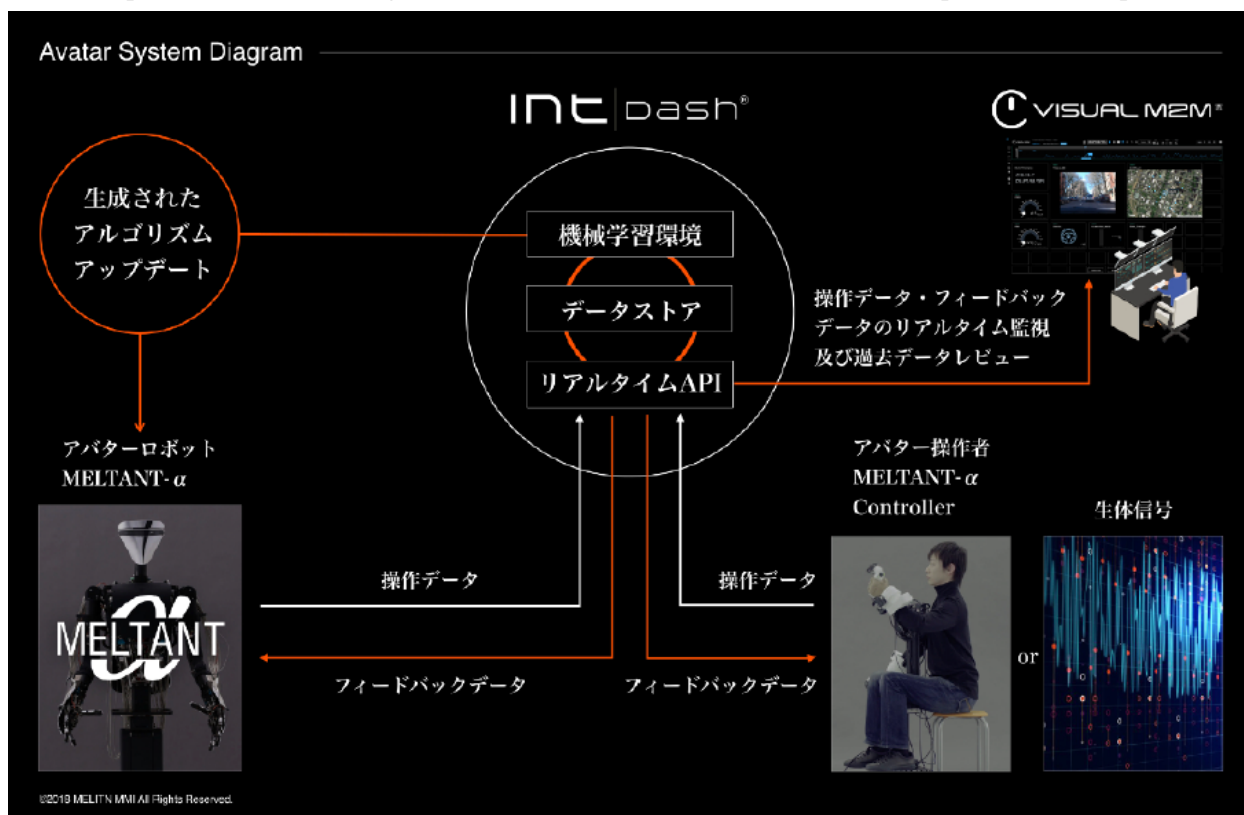 Avatar System Diagram
int dash®
VISUAL M2M®
生成された
アルゴリズム
アップデート
機械学習環境
データストア
リアルタイムAPI
操作データ・フィードバック
データのリアルタイム監視
及び過去データレビュー
アバターロボット
MELTANT-α
アバター操作者
MELTANT-α
Controller
生体信号
操作データ
操作データ
MELTANT
α
or
フィードバックデータ
フィードバックデータ
©2018 MELITN MMI All Rights Reserved.